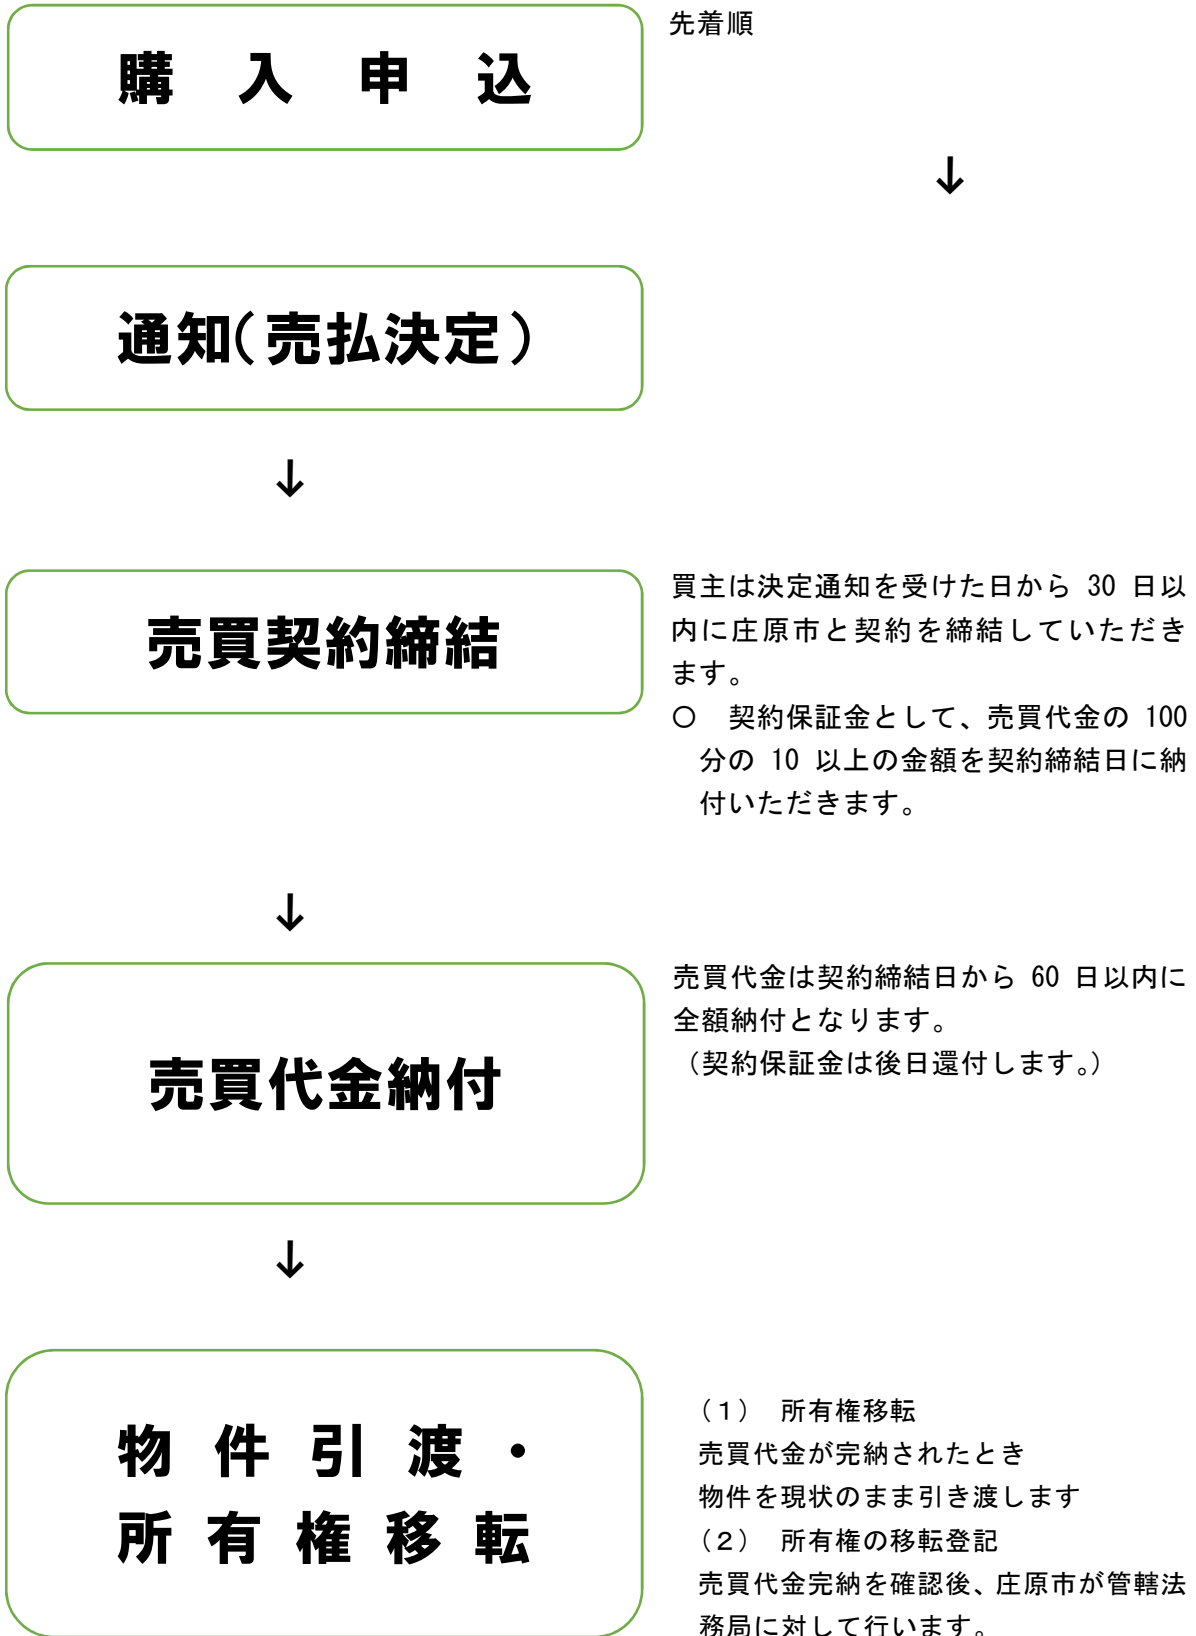 購　入　申　込
先着順
↓
通知（売払決定）
↓
売買契約締結
買主は決定通知を受けた日から 30 日以
内に庄原市と契約を締結していただき
ます。
○　契約保証金として、売買代金の 100
分の 10 以上の金額を契約締結日に納
付いただきます。
↓
売買代金納付
売買代金は契約締結日から 60 日以内に
全額納付となります。
（契約保証金は後日還付します。）
↓
物 件 引 渡 ・
所 有 権 移 転
（１）　所有権移転
売買代金が完納されたとき
物件を現状のまま引き渡します
（２）　所有権の移転登記
売買代金完納を確認後、庄原市が管轄法
務局に対して行います。